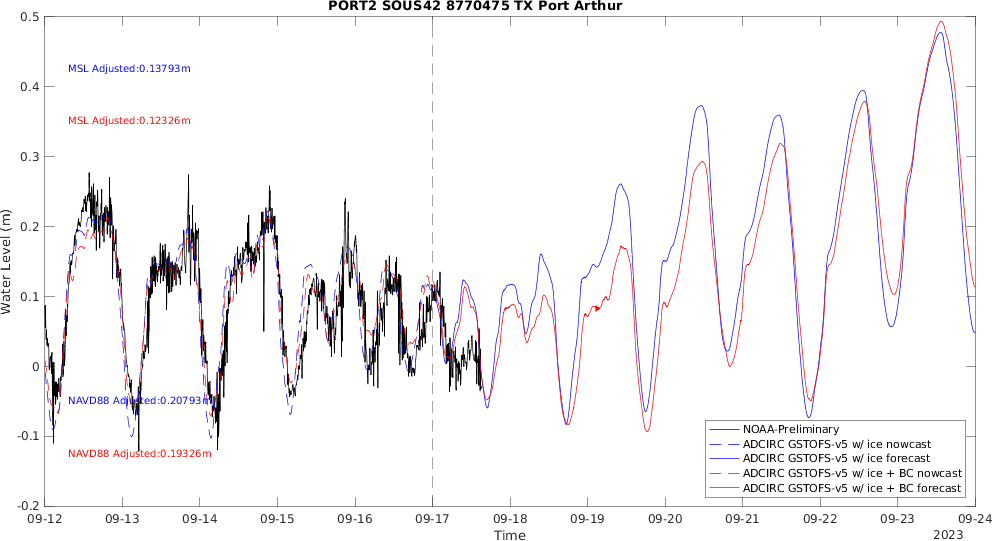 PORT2 SOUS42 8770475 TX Port Arthur
0.5
0.4
0.3
0.2
0.1
0
-0.1
-0.2
Water Level (m)
MSL Adjusted:0.13793m
MSL Adjusted:0.12326m
NAVD88 Adjusted:0.20793m
NAVD88 Adjusted:0.19326m
NOAA-Preliminary
ADCIRC GSTOFS-v5 w/ ice nowcast
ADCIRC GSTOFS-v5 w/ ice forecast
ADCIRC GSTOFS-v5 w/ ice + BC nowcast
ADCIRC GSTOFS-v5 w/ ice + BC forecast
09-12 09-13 09-14 09-15 09-16 09-17 09-18 09-19 09-20 09-21 09-22 09-23 09-24
Time
2023